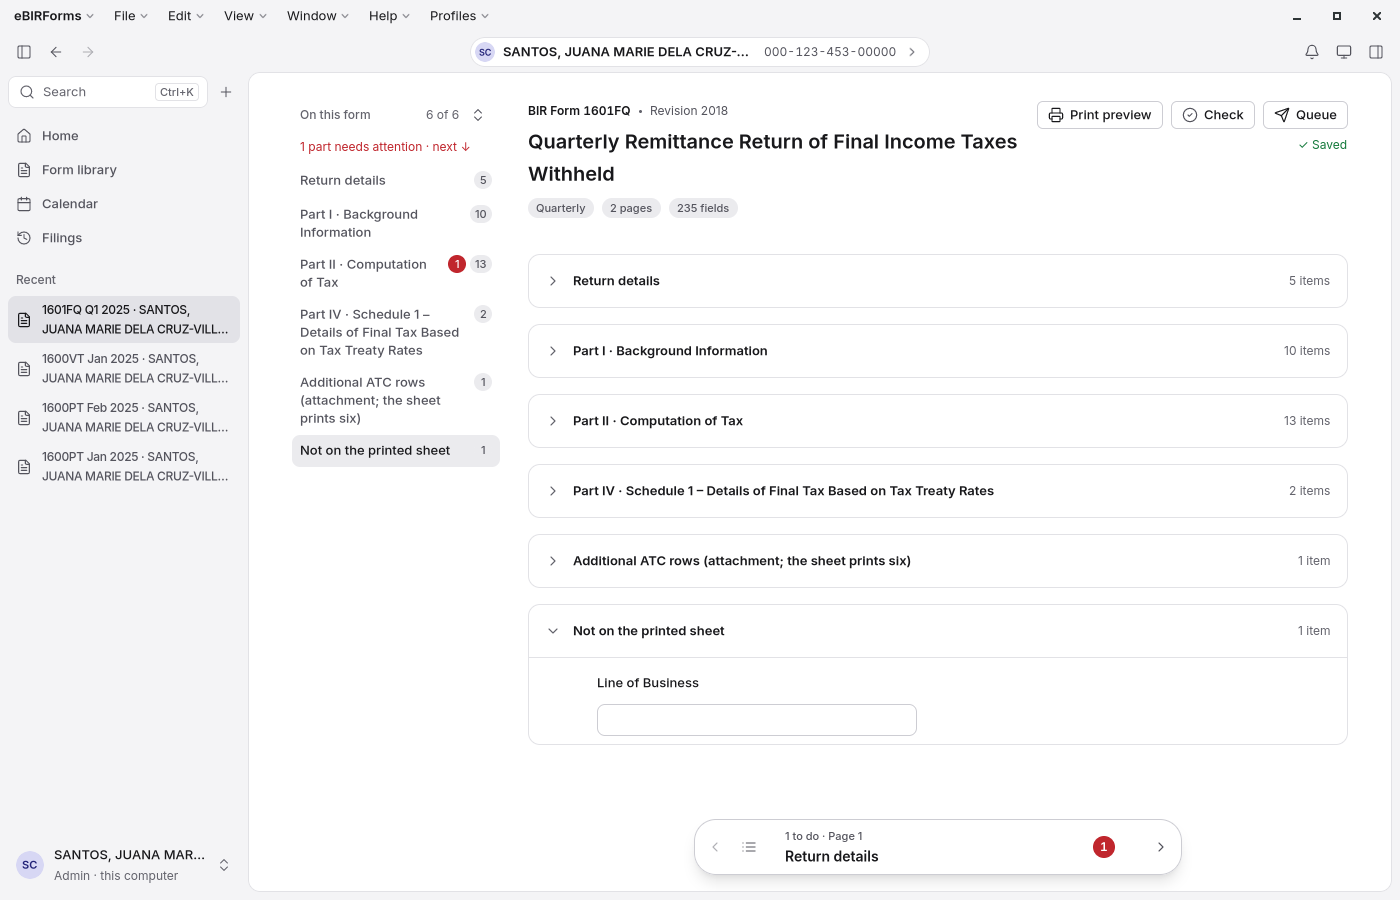 eBIRForms File Edit View Window Help Profiles
SC SANTOS, JUANA MARIE DELA CRUZ-... 000-123-453-00000
Search Ctrl+K
Home
Form library
Calendar
Filings
Recent
1601FQ Q1 2025 · SANTOS,
JUANA MARIE DELA CRUZ-VILL...
1600VT Jan 2025 · SANTOS,
JUANA MARIE DELA CRUZ-VILL...
1600PT Feb 2025 · SANTOS,
JUANA MARIE DELA CRUZ-VILL...
1600PT Jan 2025 · SANTOS,
JUANA MARIE DELA CRUZ-VILL...
SC SANTOS, JUANA MAR...
Admin · this computer
On this form 6 of 6
1 part needs attention · next ↓
Return details 5
Part I · Background 10
Information
Part II · Computation 1 13
of Tax
Part IV · Schedule 1 – 2
Details of Final Tax Based
on Tax Treaty Rates
Additional ATC rows 1
(attachment; the sheet
prints six)
Not on the printed sheet 1
BIR Form 1601FQ • Revision 2018
Quarterly Remittance Return of Final Income Taxes
Withheld
Print preview Check Queue
✓ Saved
Quarterly 2 pages 235 fields
Return details 5 items
Part I · Background Information 10 items
Part II · Computation of Tax 13 items
Part IV · Schedule 1 – Details of Final Tax Based on Tax Treaty Rates 2 items
Additional ATC rows (attachment; the sheet prints six) 1 item
Not on the printed sheet 1 item
Line of Business
1 to do · Page 1
Return details 1